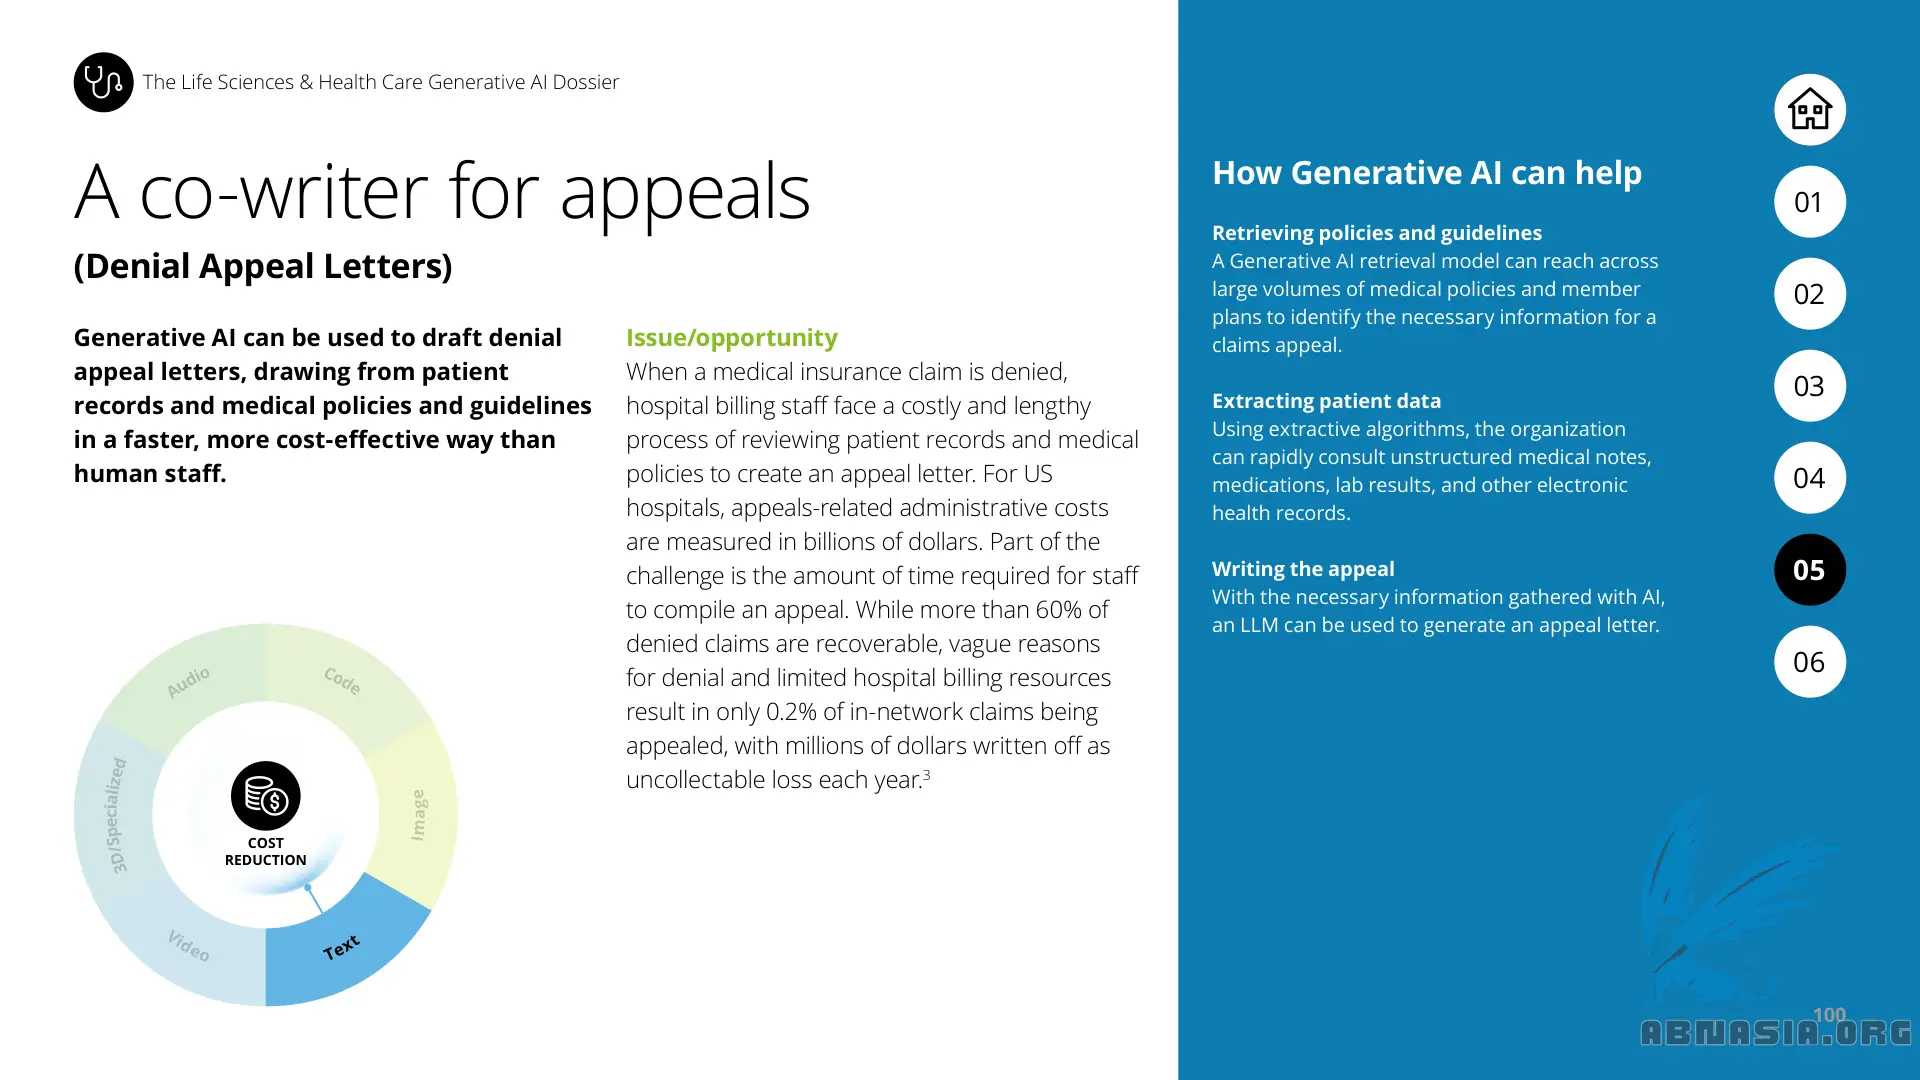 The Life Sciences & Health Care Generative AI Dossier
A co-writer for appeals
(Denial Appeal Letters)
Generative AI can be used to draft denial
appeal letters, drawing from patient
records and medical policies and guidelines
in a faster, more cost-effective way than
human staff.
Audio
Code
3D/Specialized
Image
Video
Text
COST
REDUCTION
Issue/opportunity
When a medical insurance claim is denied,
hospital billing staff face a costly and lengthy
process of reviewing patient records and medical
policies to create an appeal letter. For US
hospitals, appeals-related administrative costs
are measured in billions of dollars. Part of the
challenge is the amount of time required for staff
to compile an appeal. While more than 60% of
denied claims are recoverable, vague reasons
for denial and limited hospital billing resources
result in only 0.2% of in-network claims being
appealed, with millions of dollars written off as
uncollectable loss each year.³
How Generative AI can help
Retrieving policies and guidelines
A Generative AI retrieval model can reach across
large volumes of medical policies and member
plans to identify the necessary information for a
claims appeal.
Extracting patient data
Using extractive algorithms, the organization
can rapidly consult unstructured medical notes,
medications, lab results, and other electronic
health records.
Writing the appeal
With the necessary information gathered with AI,
an LLM can be used to generate an appeal letter.
01
02
03
04
05
06
100
ABNASIA.ORG